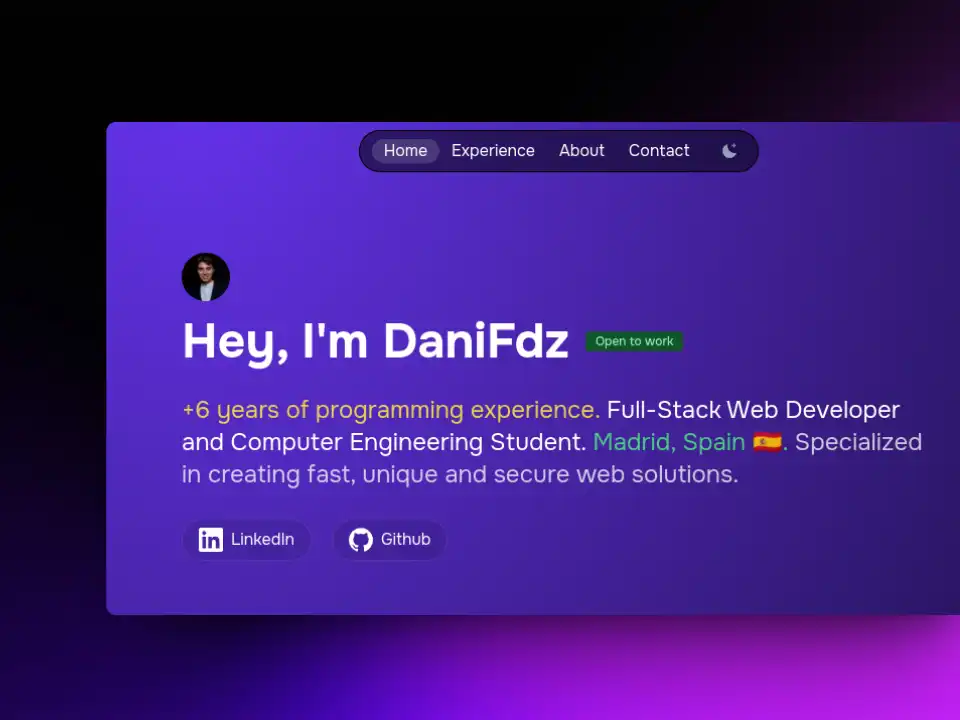 Home Experience About Contact
Hey, I'm DaniFdz Open to work
+6 years of programming experience. Full-Stack Web Developer
and Computer Engineering Student. Madrid, Spain 🇪🇸. Specialized
in creating fast, unique and secure web solutions.
in LinkedIn Github